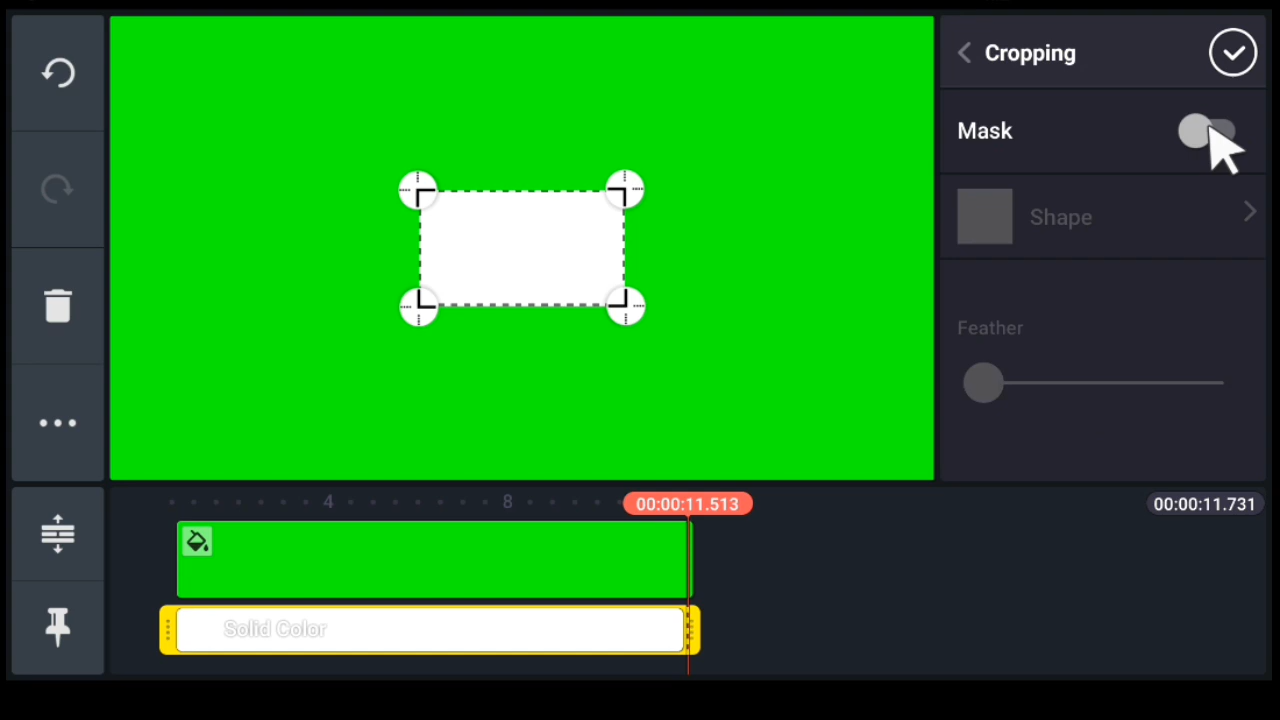 Cropping
Mask
Shape
Feather
4
8
00:00:11.513
00:00:11.731
Solid Color